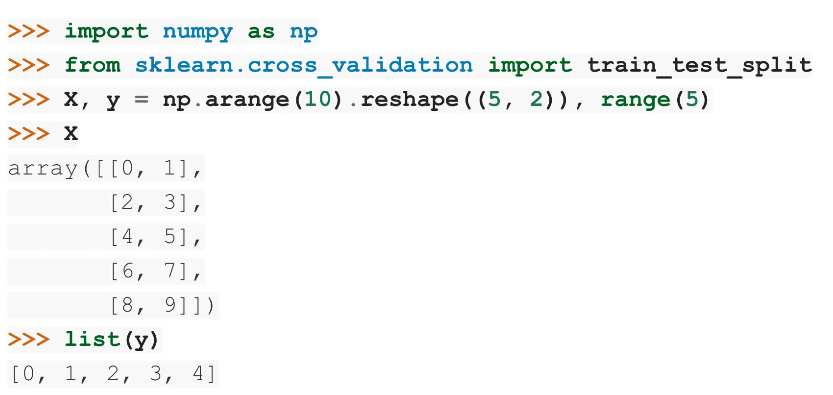 >>> import numpy as np
>>> from sklearn.cross_validation import train_test_split
>>> X, y = np.arange(10).reshape((5, 2)), range(5)
>>> X
array([[0, 1],
       [2, 3],
       [4, 5],
       [6, 7],
       [8, 9]])
>>> list(y)
[0, 1, 2, 3, 4]